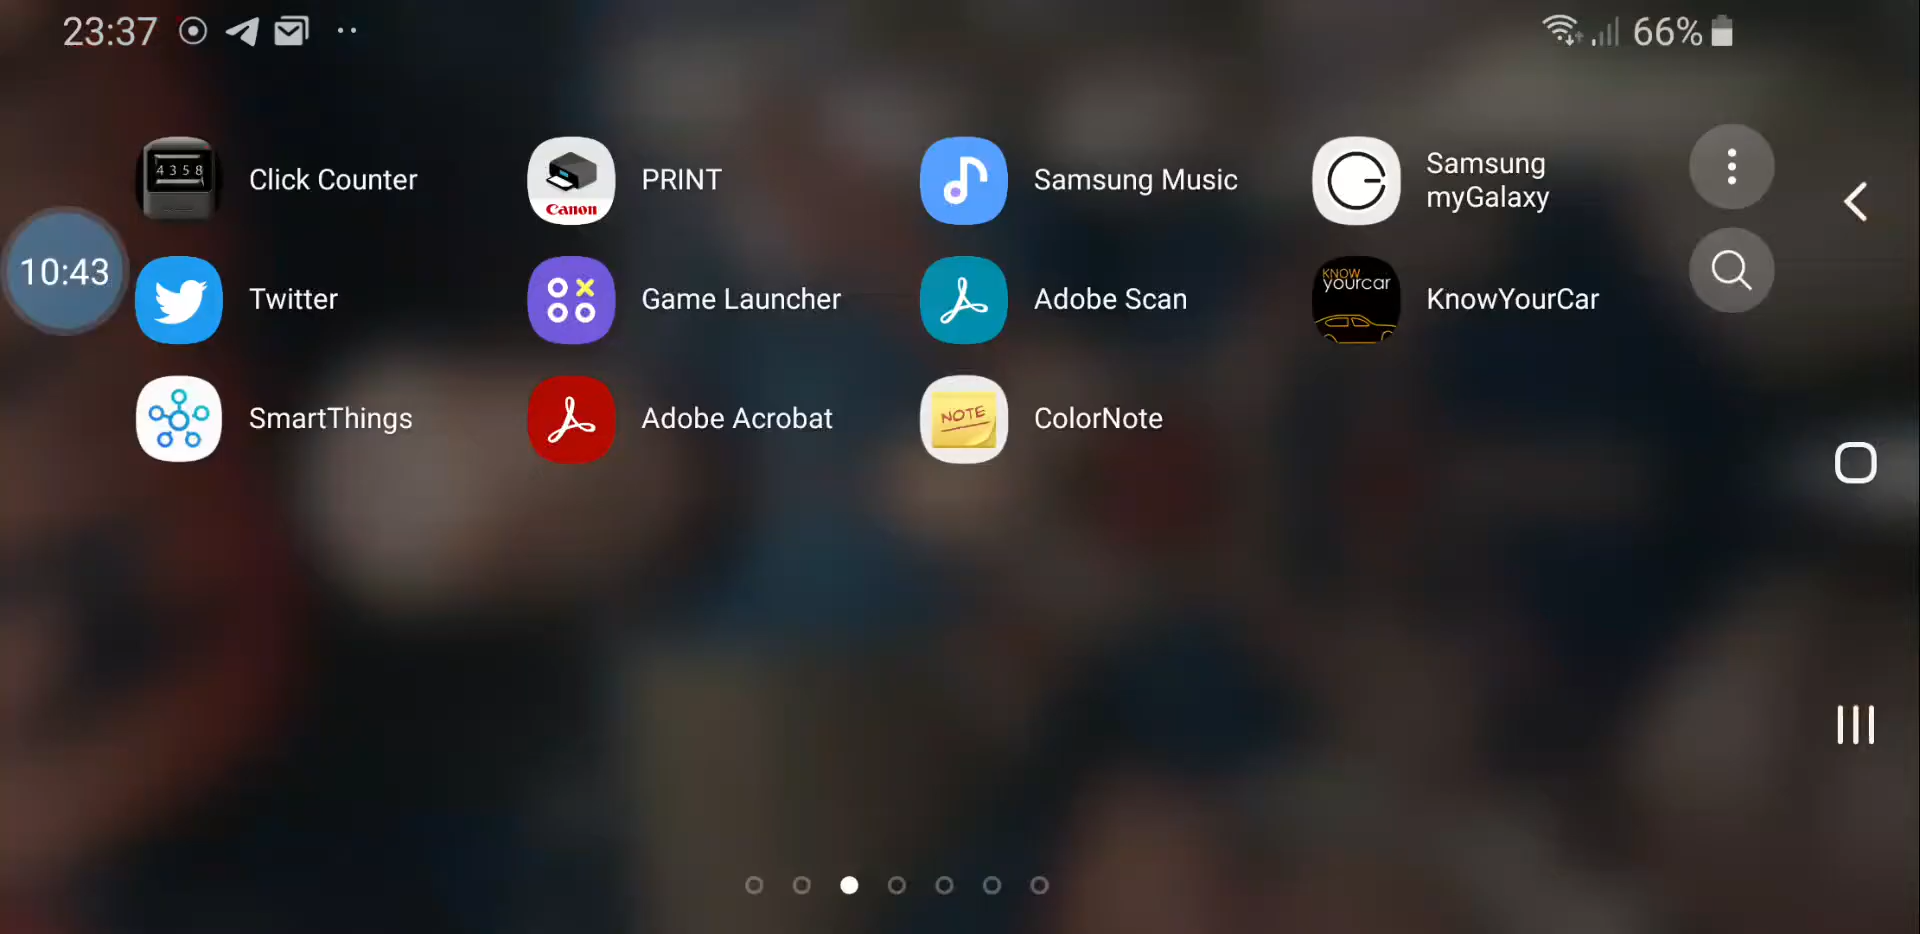 23:37
66%
4358
Click Counter
Canon
PRINT
Samsung Music
Samsung
myGalaxy
10:43
Twitter
Game Launcher
Adobe Scan
KNOW
yourcar
KnowYourCar
SmartThings
Adobe Acrobat
NOTE
ColorNote